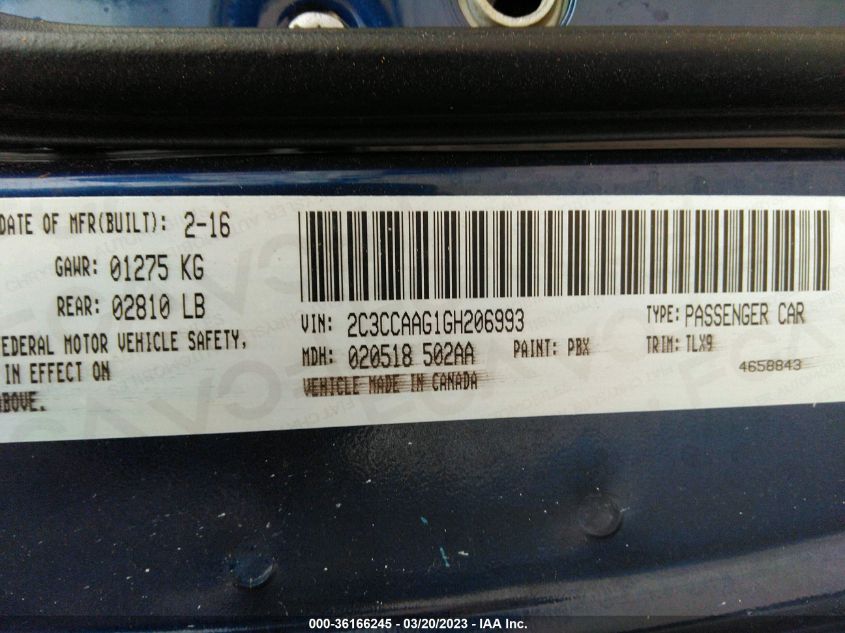 DATE OF MFR(BUILT): 2-16
GAWR: 01275 KG
REAR: 02810 LB
FEDERAL MOTOR VEHICLE SAFETY,
IN EFFECT ON
ABOVE.
VIN: 2C3CCAAG1GH206993
TYPE: PASSENGER CAR
MDH: 020518 502AA
PAINT: PBX
TRIM: TLX9
VEHICLE MADE IN CANADA
4658843
000-36166245 - 03/20/2023 - IAA Inc.